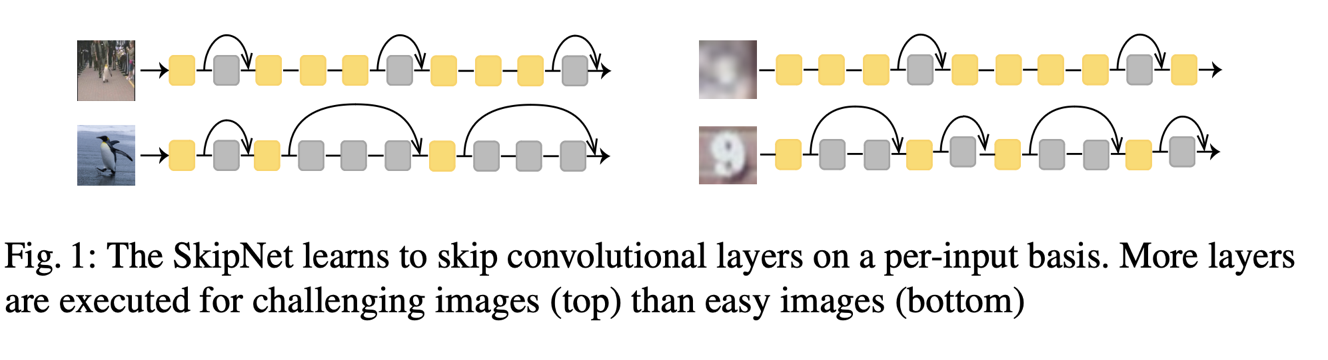 9
Fig. 1: The SkipNet learns to skip convolutional layers on a per-input basis. More layers
are executed for challenging images (top) than easy images (bottom)